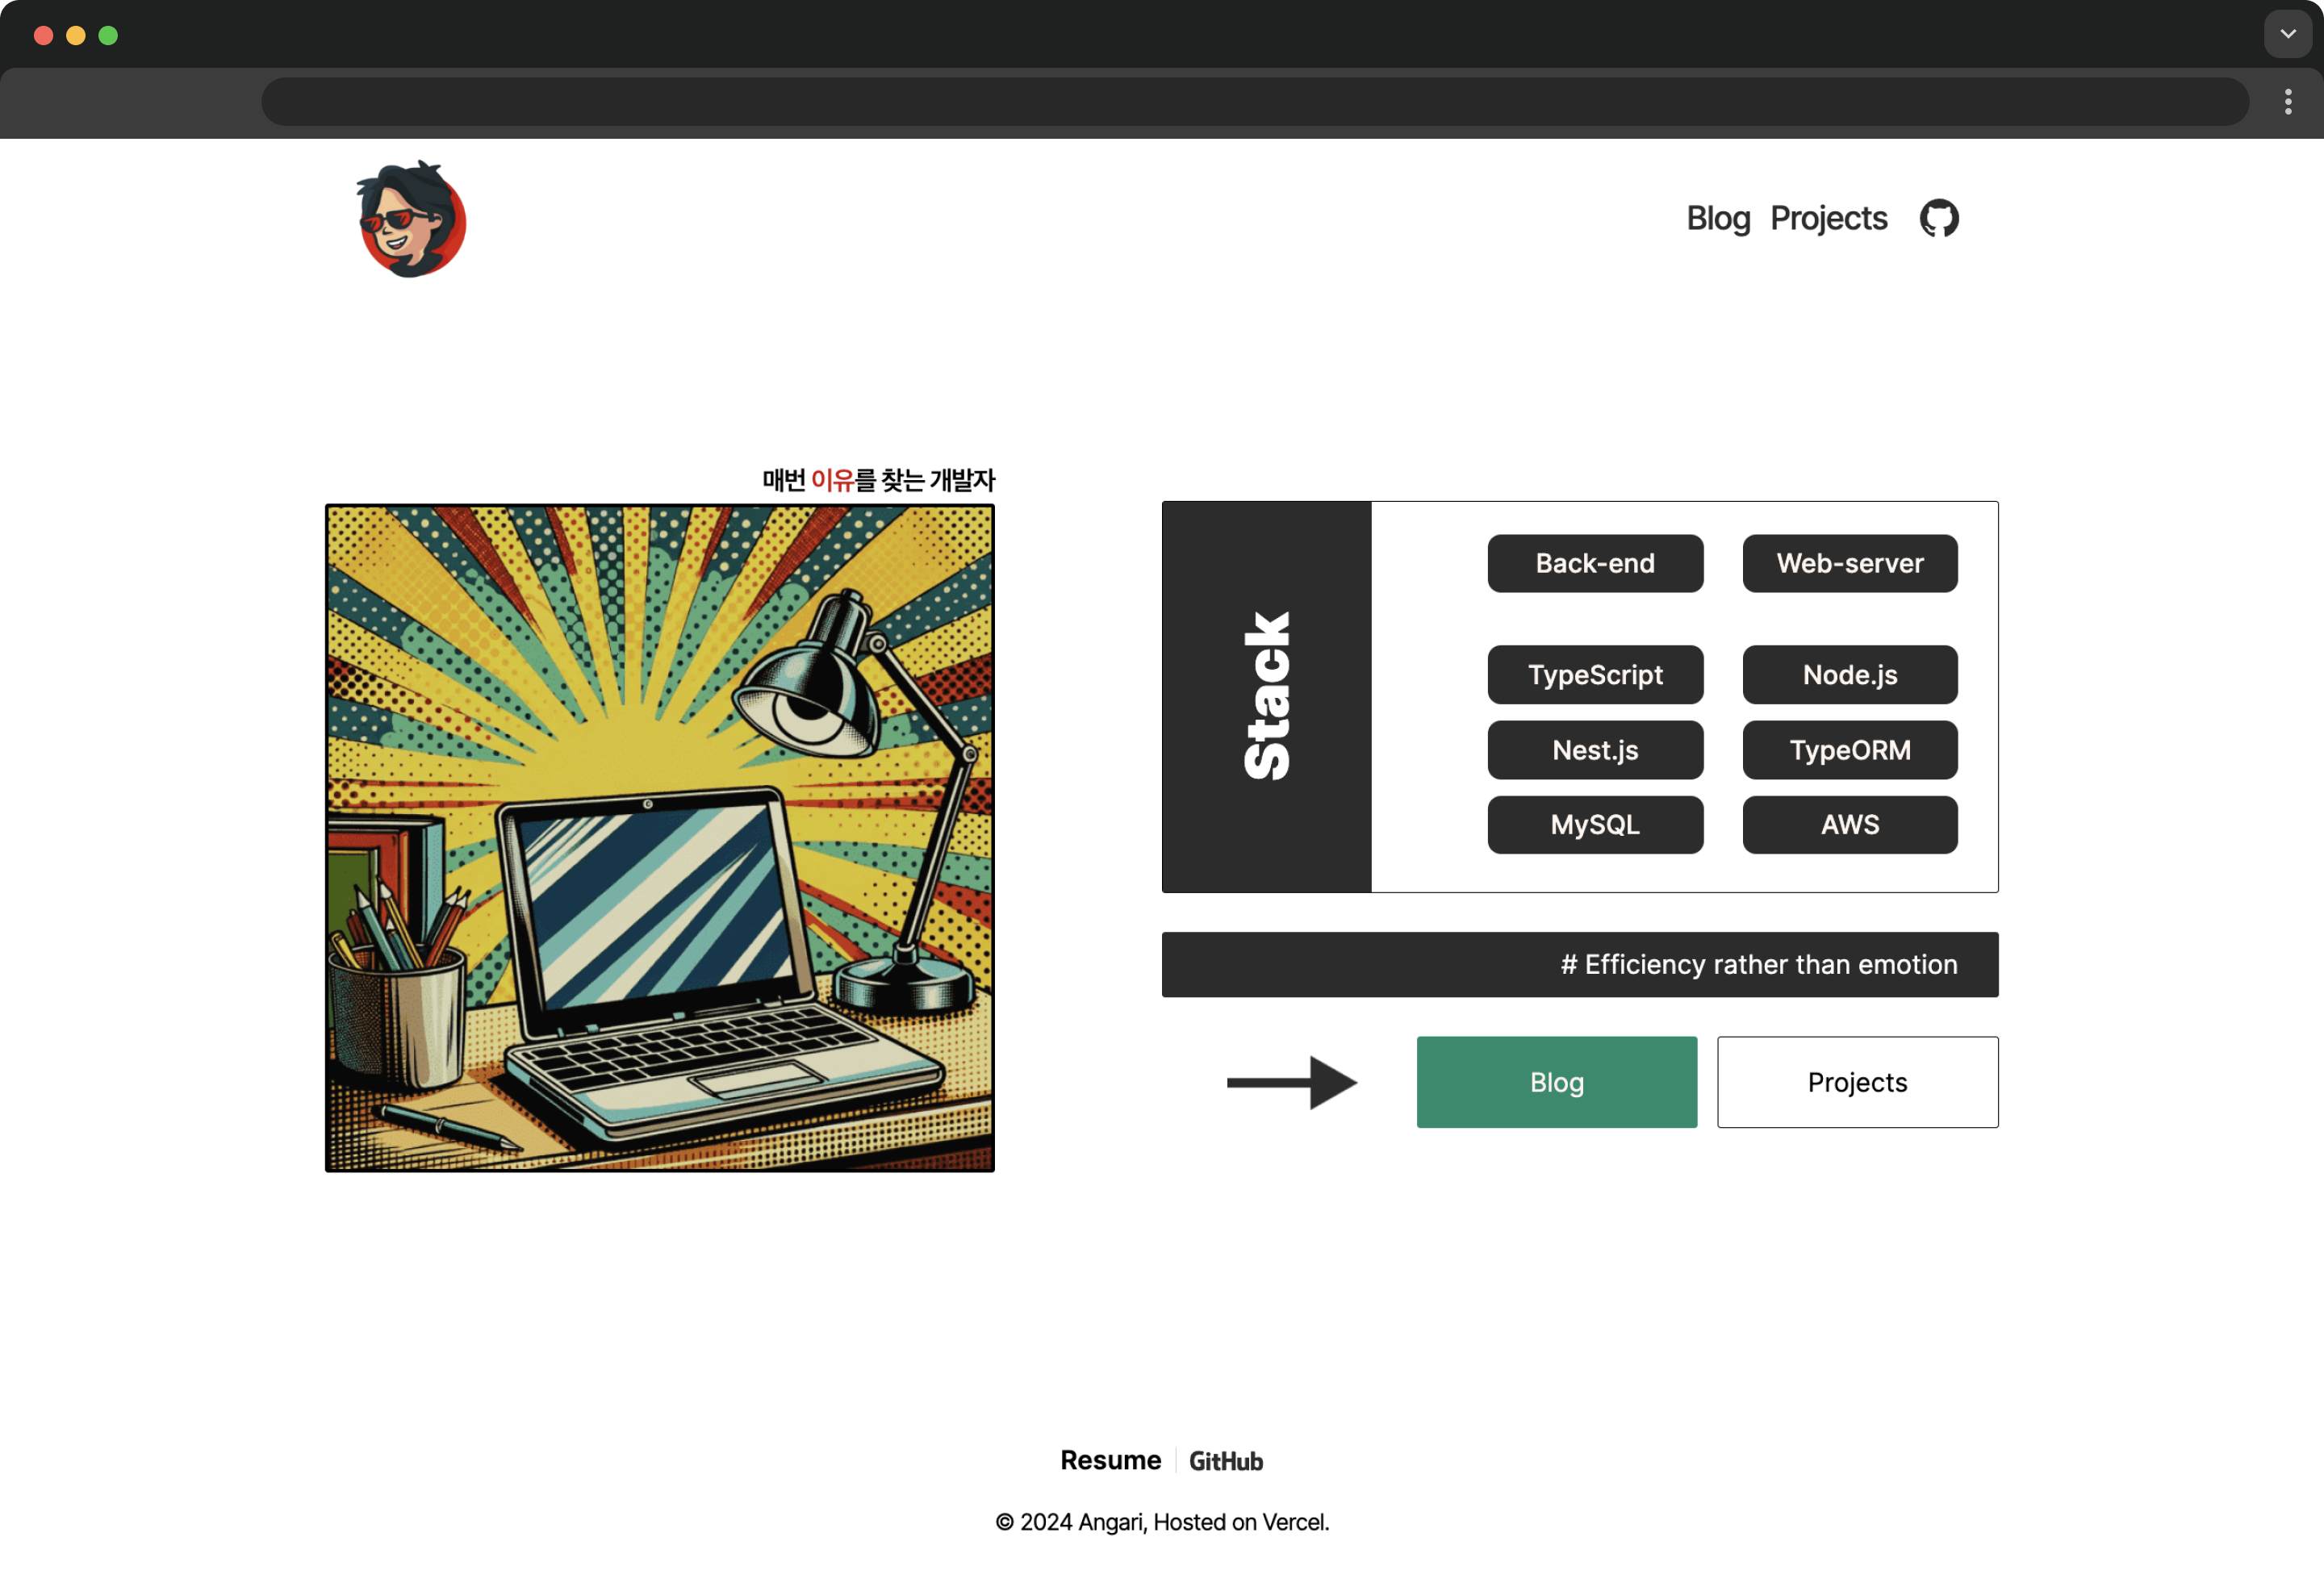 Blog Projects
매번 이유를 찾는 개발자
Stack
Back-end Web-server
TypeScript Node.js
Nest.js TypeORM
MySQL AWS
# Efficiency rather than emotion
Blog Projects
Resume GitHub
© 2024 Angari, Hosted on Vercel.